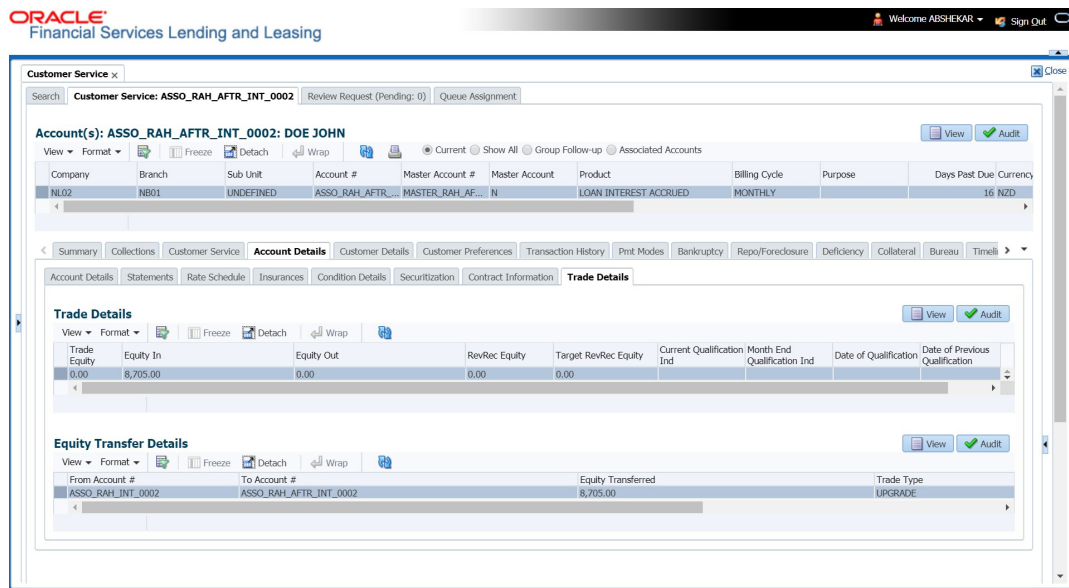 ORACLE®
Financial Services Lending and Leasing
Welcome ABSHEKAR
Sign Out
Customer Service x
Close
Search Customer Service: ASSO_RAH_AFTR_INT_0002 Review Request (Pending: 0) Queue Assignment
Account(s): ASSO_RAH_AFTR_INT_0002: DOE JOHN
View Audit
View Format Freeze Detach Wrap Current Show All Group Follow-up Associated Accounts
Company Branch Sub Unit Account # Master Account # Master Account Product Billing Cycle Purpose Days Past Due Currency
NL02 NB01 UNDEFINED ASSO_RAH_AFTR_... MASTER_RAH_AF... N LOAN INTEREST ACCRUED MONTHLY 16 NZD
Summary Collections Customer Service Account Details Customer Details Customer Preferences Transaction History Pmt Modes Bankruptcy Repo/Foreclosure Deficiency Collateral Bureau Timeli
Account Details Statements Rate Schedule Insurances Condition Details Securitization Contract Information Trade Details
Trade Details
View Audit
View Format Freeze Detach Wrap
Trade Equity Equity In Equity Out RevRec Equity Target RevRec Equity Current Qualification Ind Month End Qualification Ind Date of Qualification Date of Previous Qualification
0.00 8,705.00 0.00 0.00 0.00
Equity Transfer Details
View Audit
View Format Freeze Detach Wrap
From Account # To Account # Equity Transferred Trade Type
ASSO_RAH_INT_0002 ASSO_RAH_AFTR_INT_0002 8,705.00 UPGRADE